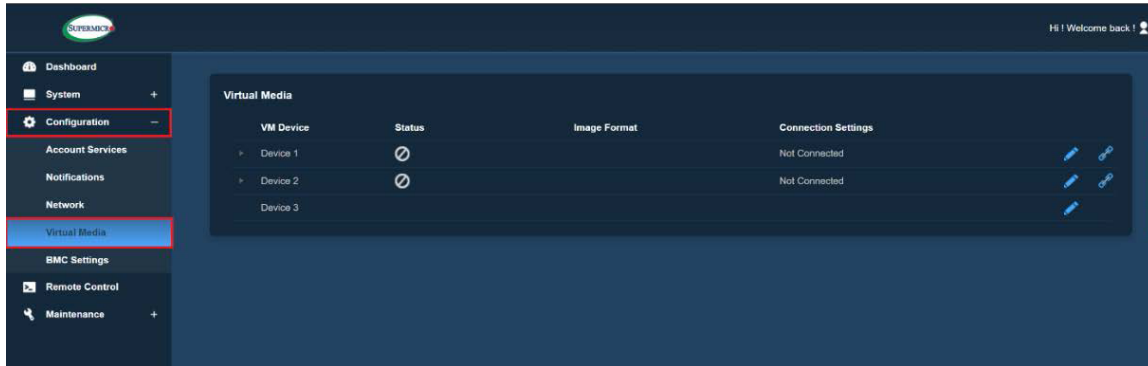 SUPERMICR
Hi ! Welcome back !
Dashboard
System +
Configuration –
Account Services
Notifications
Network
Virtual Media
BMC Settings
Remote Control
Maintenance +
Virtual Media
VM Device Status Image Format Connection Settings
Device 1 Not Connected
Device 2 Not Connected
Device 3